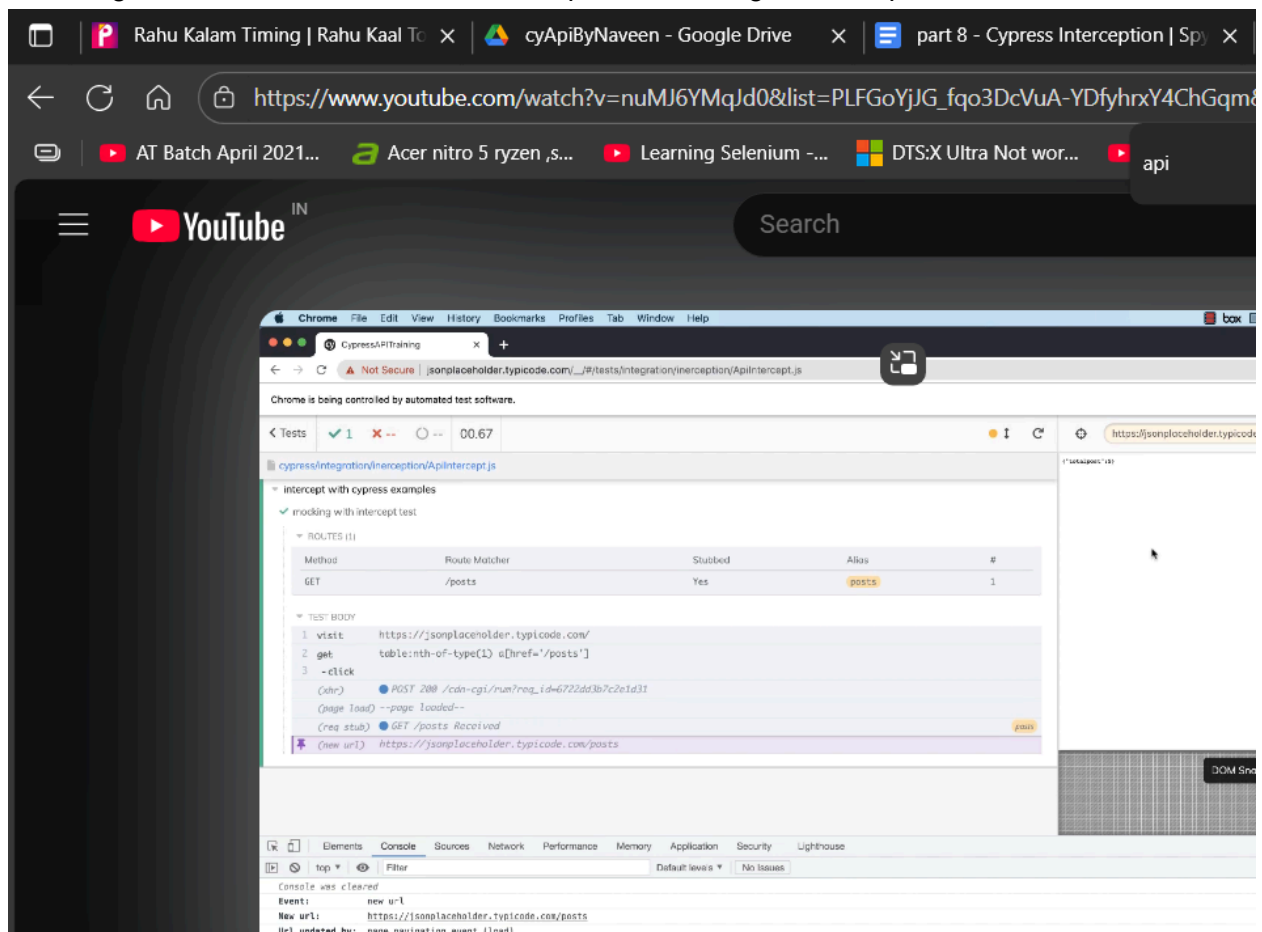 Rahu Kalam Timing | Rahu Kaal To
cyApiByNaveen - Google Drive
part 8 - Cypress Interception | Spy
https://www.youtube.com/watch?v=nuMJ6YMqJd0&list=PLFGoYjJG_fqo3DcVuA-YDfyhrxY4ChGqm&
AT Batch April 2021...
Acer nitro 5 ryzen ,s...
Learning Selenium -...
DTS:X Ultra Not wor...
api
YouTube IN
Search
Chrome File Edit View History Bookmarks Profiles Tab Window Help
box
CypressAPITraining
Not Secure | jsonplaceholder.typicode.com/__/#/tests/integration/inerception/ApiIntercept.js
Chrome is being controlled by automated test software.
Tests 1 -- -- 00.67
https://jsonplaceholder.typicode
cypress/integration/inerception/ApiIntercept.js
{"totalpost":5}
intercept with cypress examples
mocking with intercept test
ROUTES (1)
Method Route Matcher Stubbed Alias #
GET /posts Yes posts 1
TEST BODY
1 visit https://jsonplaceholder.typicode.com/
2 get table:nth-of-type(1) a[href='/posts']
3 -click
(xhr) POST 200 /cdn-cgi/rum?req_id=6722dd3b7c2e1d31
(page load) --page loaded--
(req stub) GET /posts Received posts
(new url) https://jsonplaceholder.typicode.com/posts
DOM Sna
Elements Console Sources Network Performance Memory Application Security Lighthouse
top Filter Default levels No Issues
Console was cleared
Event: new url
New url: https://jsonplaceholder.typicode.com/posts
Url updated by: page navigation event (load)